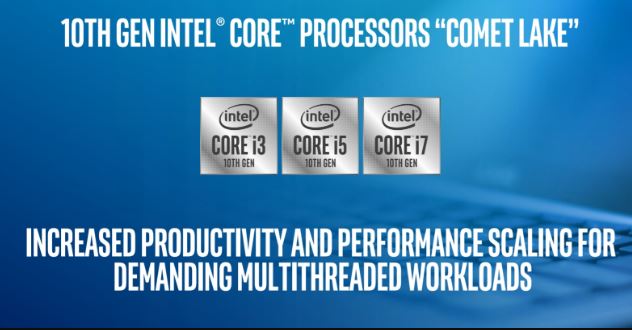 10TH GEN INTEL® CORE™ PROCESSORS “COMET LAKE”
intel® CORE i3 10TH GEN
intel® CORE i5 10TH GEN
intel® CORE i7 10TH GEN
INCREASED PRODUCTIVITY AND PERFORMANCE SCALING FOR
DEMANDING MULTITHREADED WORKLOADS